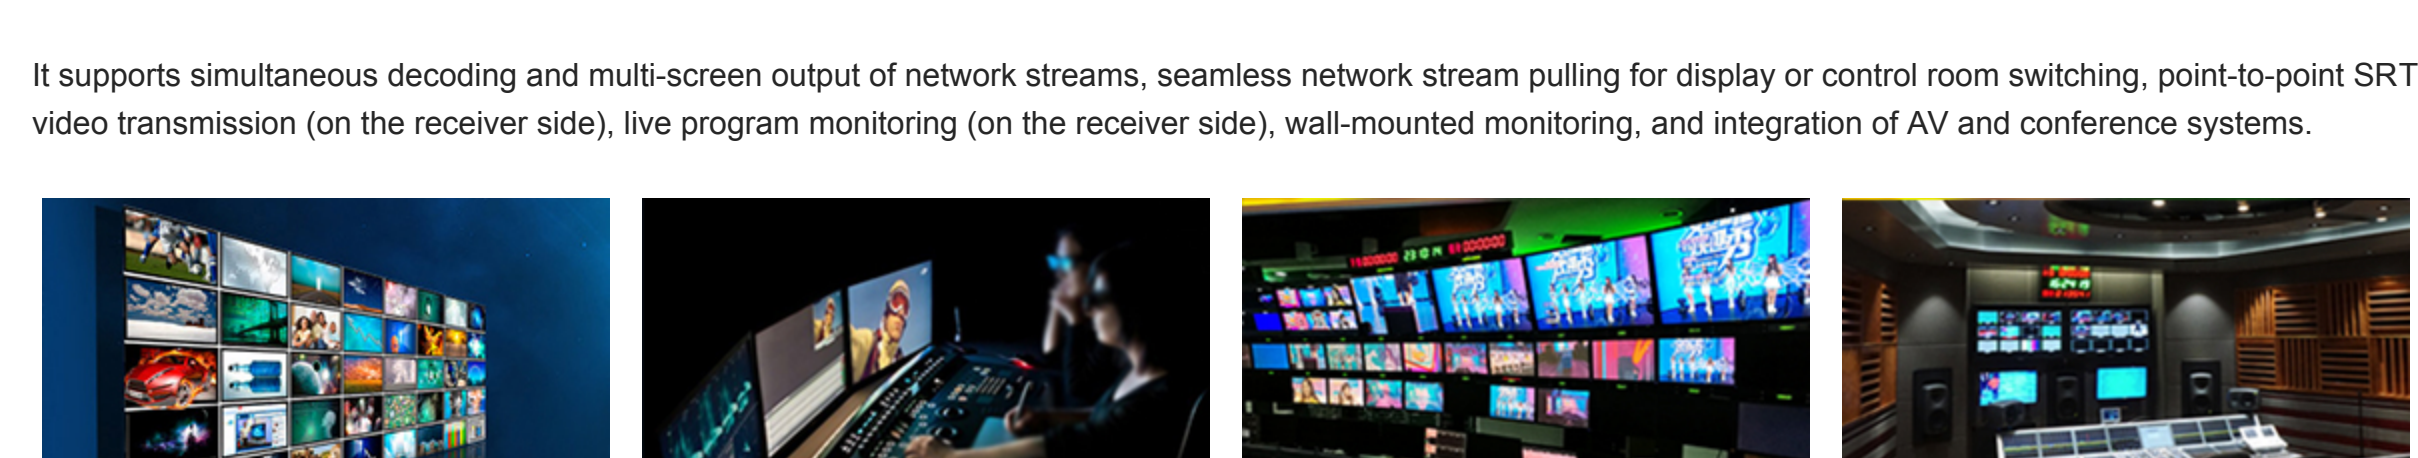 It supports simultaneous decoding and multi-screen output of network streams, seamless network stream pulling for display or control room switching, point-to-point SRT
video transmission (on the receiver side), live program monitoring (on the receiver side), wall-mounted monitoring, and integration of AV and conference systems.